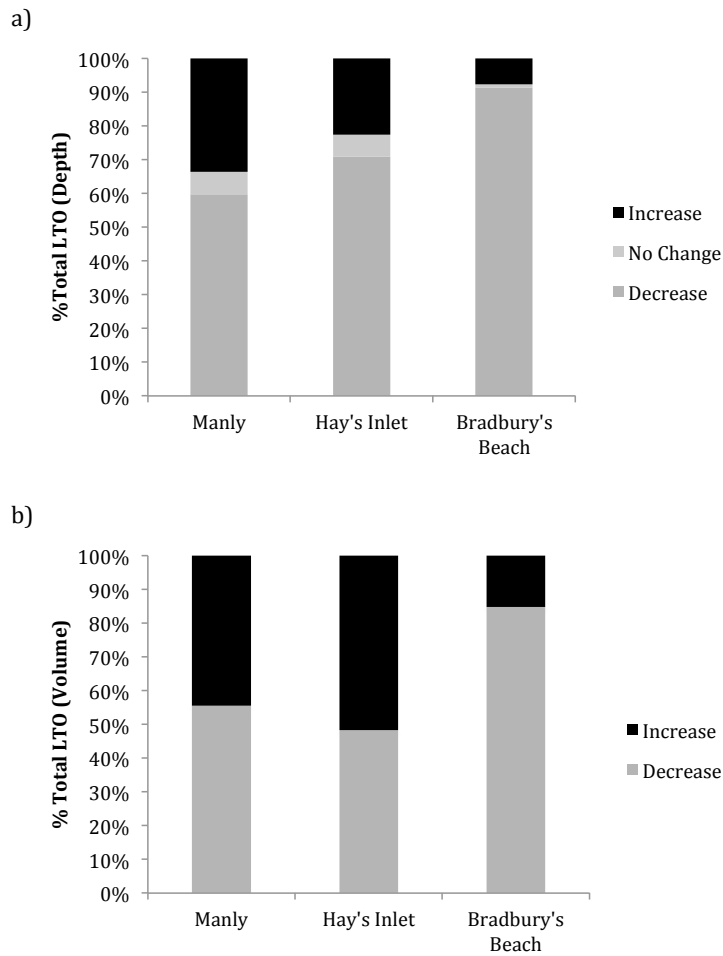 a)
100%
90%
80%
70%
60%
50%
40%
30%
20%
10%
0%
%Total LTO (Depth)
Manly
Hay's Inlet
Bradbury's
Beach
Increase
No Change
Decrease
b)
100%
90%
80%
70%
60%
50%
40%
30%
20%
10%
0%
% Total LTO (Volume)
Manly
Hay's Inlet
Bradbury's
Beach
Increase
Decrease